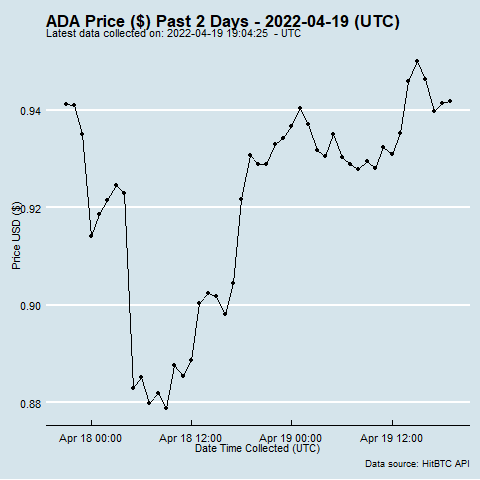 ADA Price ($) Past 2 Days - 2022-04-19 (UTC)
Latest data collected on: 2022-04-19 19:04:25 - UTC
0.94
0.92
0.90
0.88
Price USD ($)
Apr 18 00:00
Apr 18 12:00
Apr 19 00:00
Apr 19 12:00
Date Time Collected (UTC)
Data source: HitBTC API